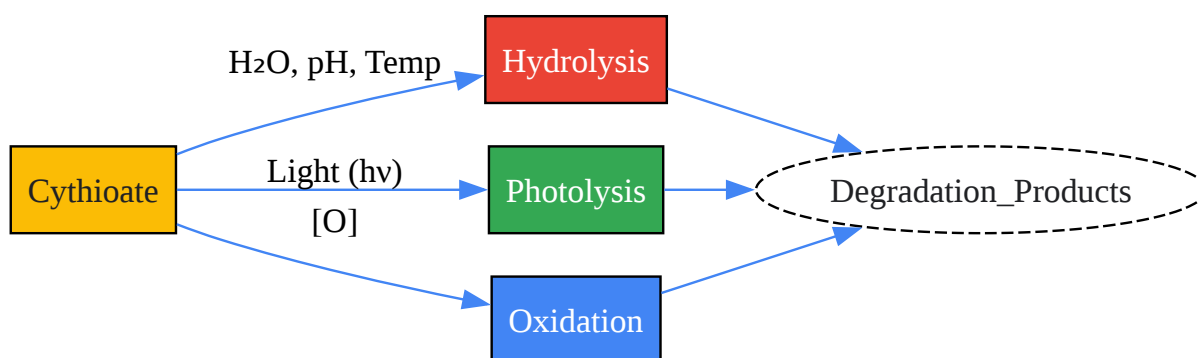 H₂O, pH, Temp
Hydrolysis
Cythioate
Light (hν)
Photolysis
Degradation_Products
[O]
Oxidation